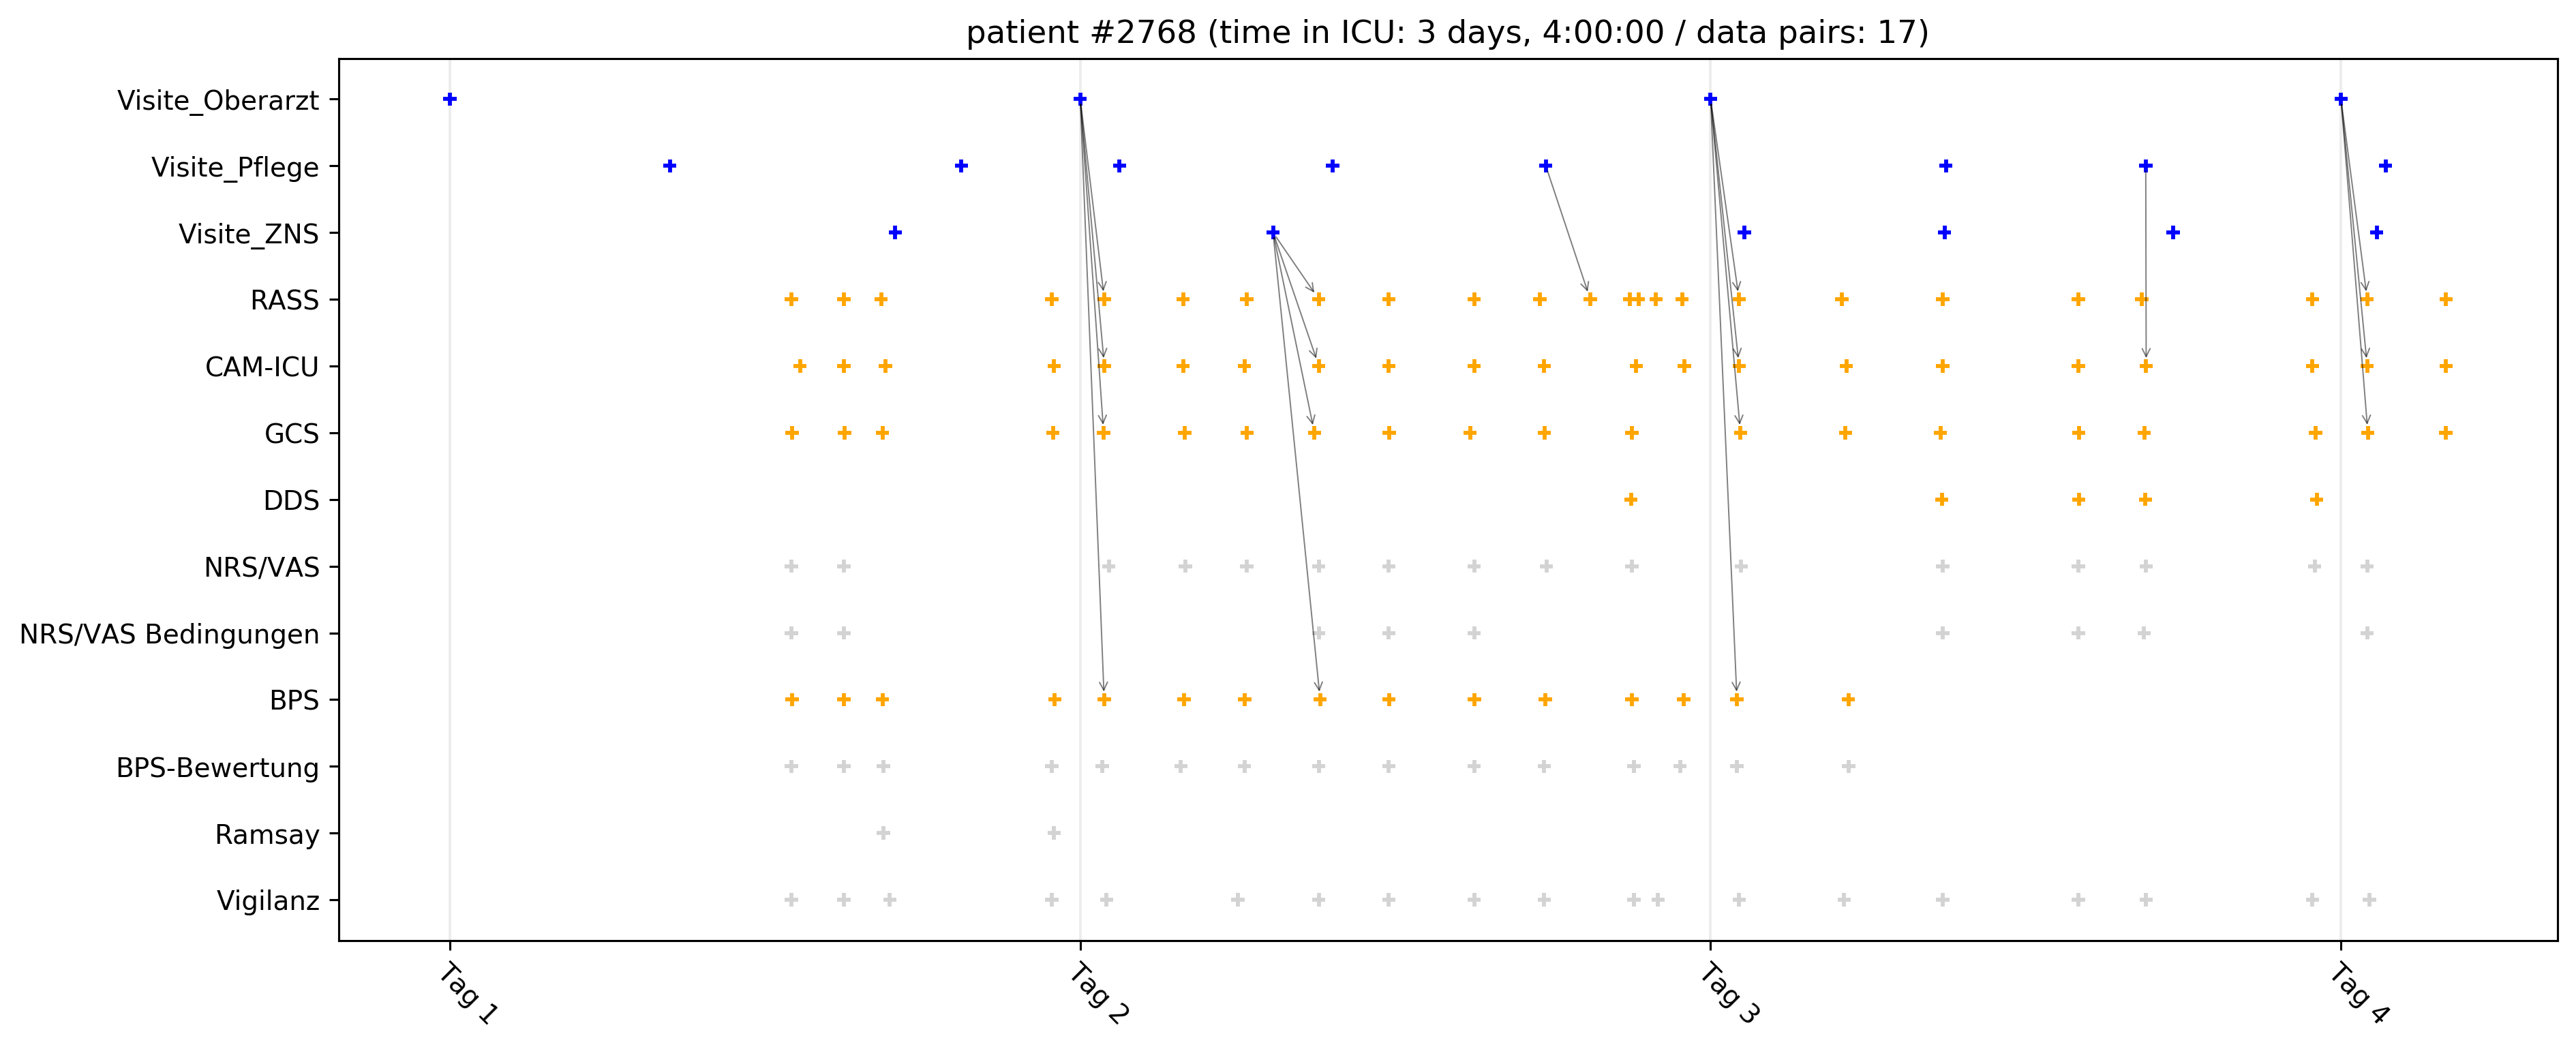 patient #2768 (time in ICU: 3 days, 4:00:00 / data pairs: 17)
Visite_Oberarzt
Visite_Pflege
Visite_ZNS
RASS
CAM-ICU
GCS
DDS
NRS/VAS
NRS/VAS Bedingungen
BPS
BPS-Bewertung
Ramsay
Vigilanz
Tag 1
Tag 2
Tag 3
Tag 4